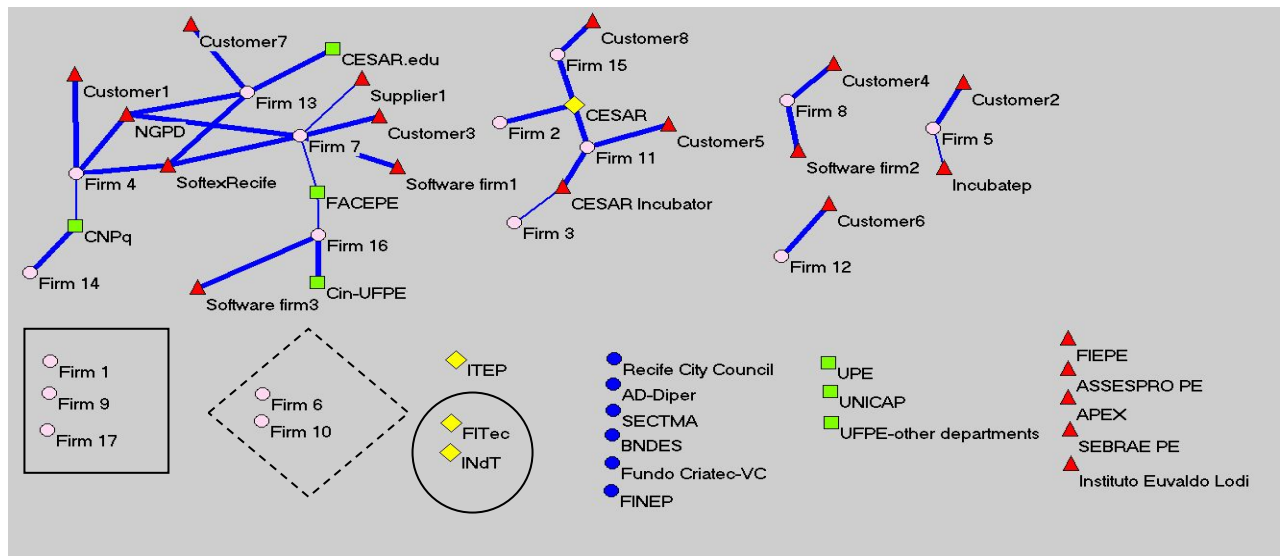 Customer7
CESAR.edu
Customer1
Firm 13
Supplier1
NGPD
Customer3
Firm 7
Firm 4
SoftexRecife
Software firm1
FACEPE
CNPq
Firm 16
Firm 14
Software firm3
Cin-UFPE
Customer8
Firm 15
CESAR
Firm 2
Customer5
Firm 11
CESAR Incubator
Firm 3
Customer4
Firm 8
Software firm2
Customer2
Firm 5
Incubatep
Customer6
Firm 12
Firm 1
Firm 9
Firm 17
Firm 6
Firm 10
ITEP
FITec
INdT
Recife City Council
AD-Diper
SECTMA
BNDES
Fundo Criatec-VC
FINEP
UPE
UNICAP
UFPE-other departments
FIEPE
ASSESPRO PE
APEX
SEBRAE PE
Instituto Euvaldo Lodi